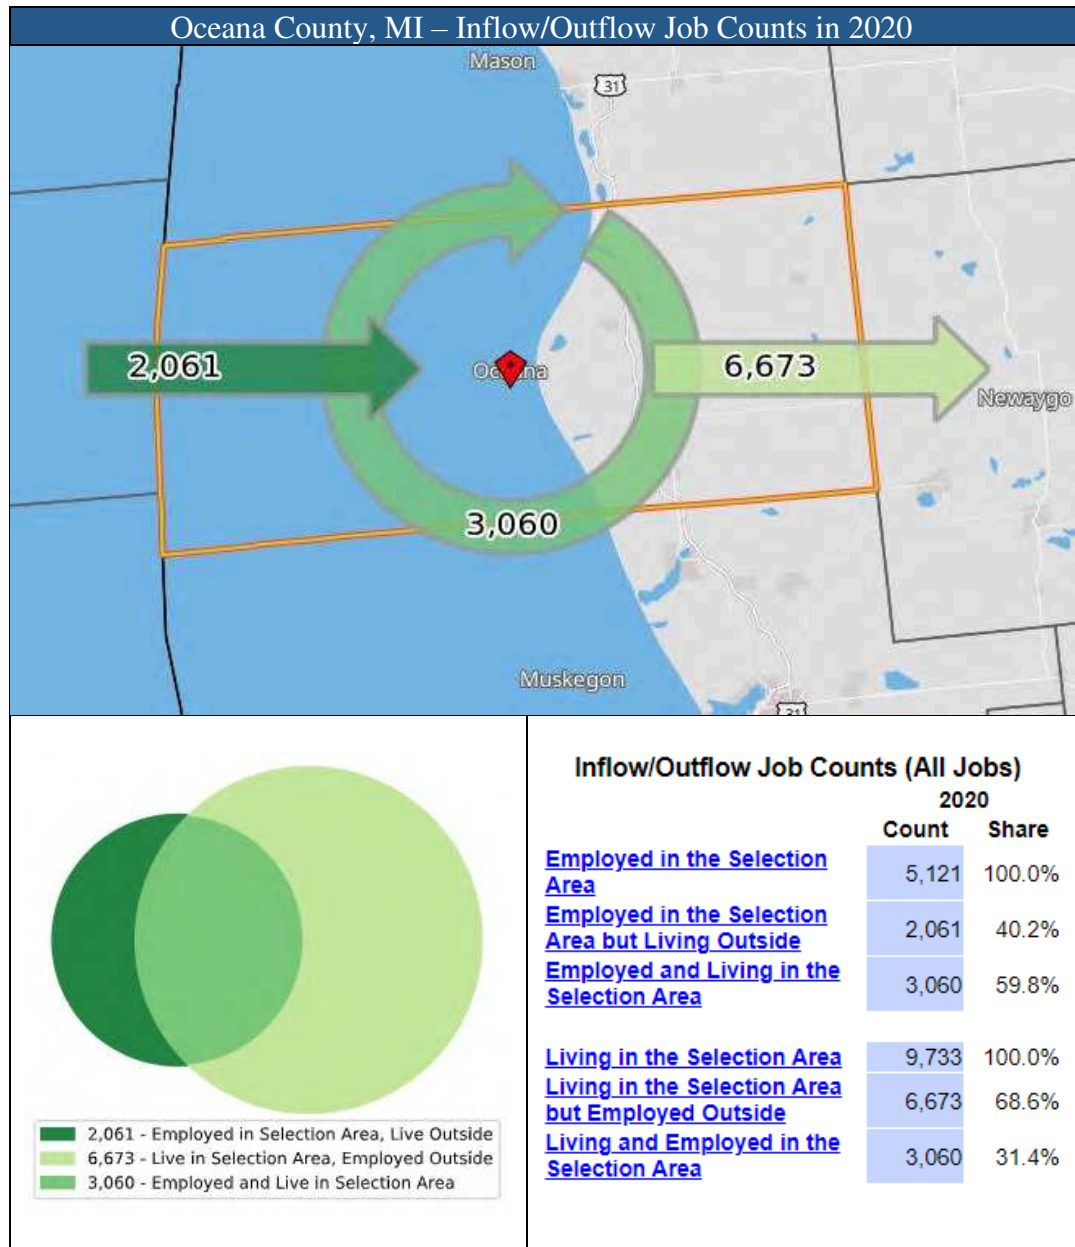 Oceana County, MI – Inflow/Outflow Job Counts in 2020
Mason
31
2,061
Oceana
6,673
Newaygo
3,060
Muskegon
31
2,061 - Employed in Selection Area, Live Outside
6,673 - Live in Selection Area, Employed Outside
3,060 - Employed and Live in Selection Area
Inflow/Outflow Job Counts (All Jobs)
2020
Count Share
Employed in the Selection
Area 5,121 100.0%
Employed in the Selection
Area but Living Outside 2,061 40.2%
Employed and Living in the
Selection Area 3,060 59.8%
Living in the Selection Area 9,733 100.0%
Living in the Selection Area
but Employed Outside 6,673 68.6%
Living and Employed in the
Selection Area 3,060 31.4%